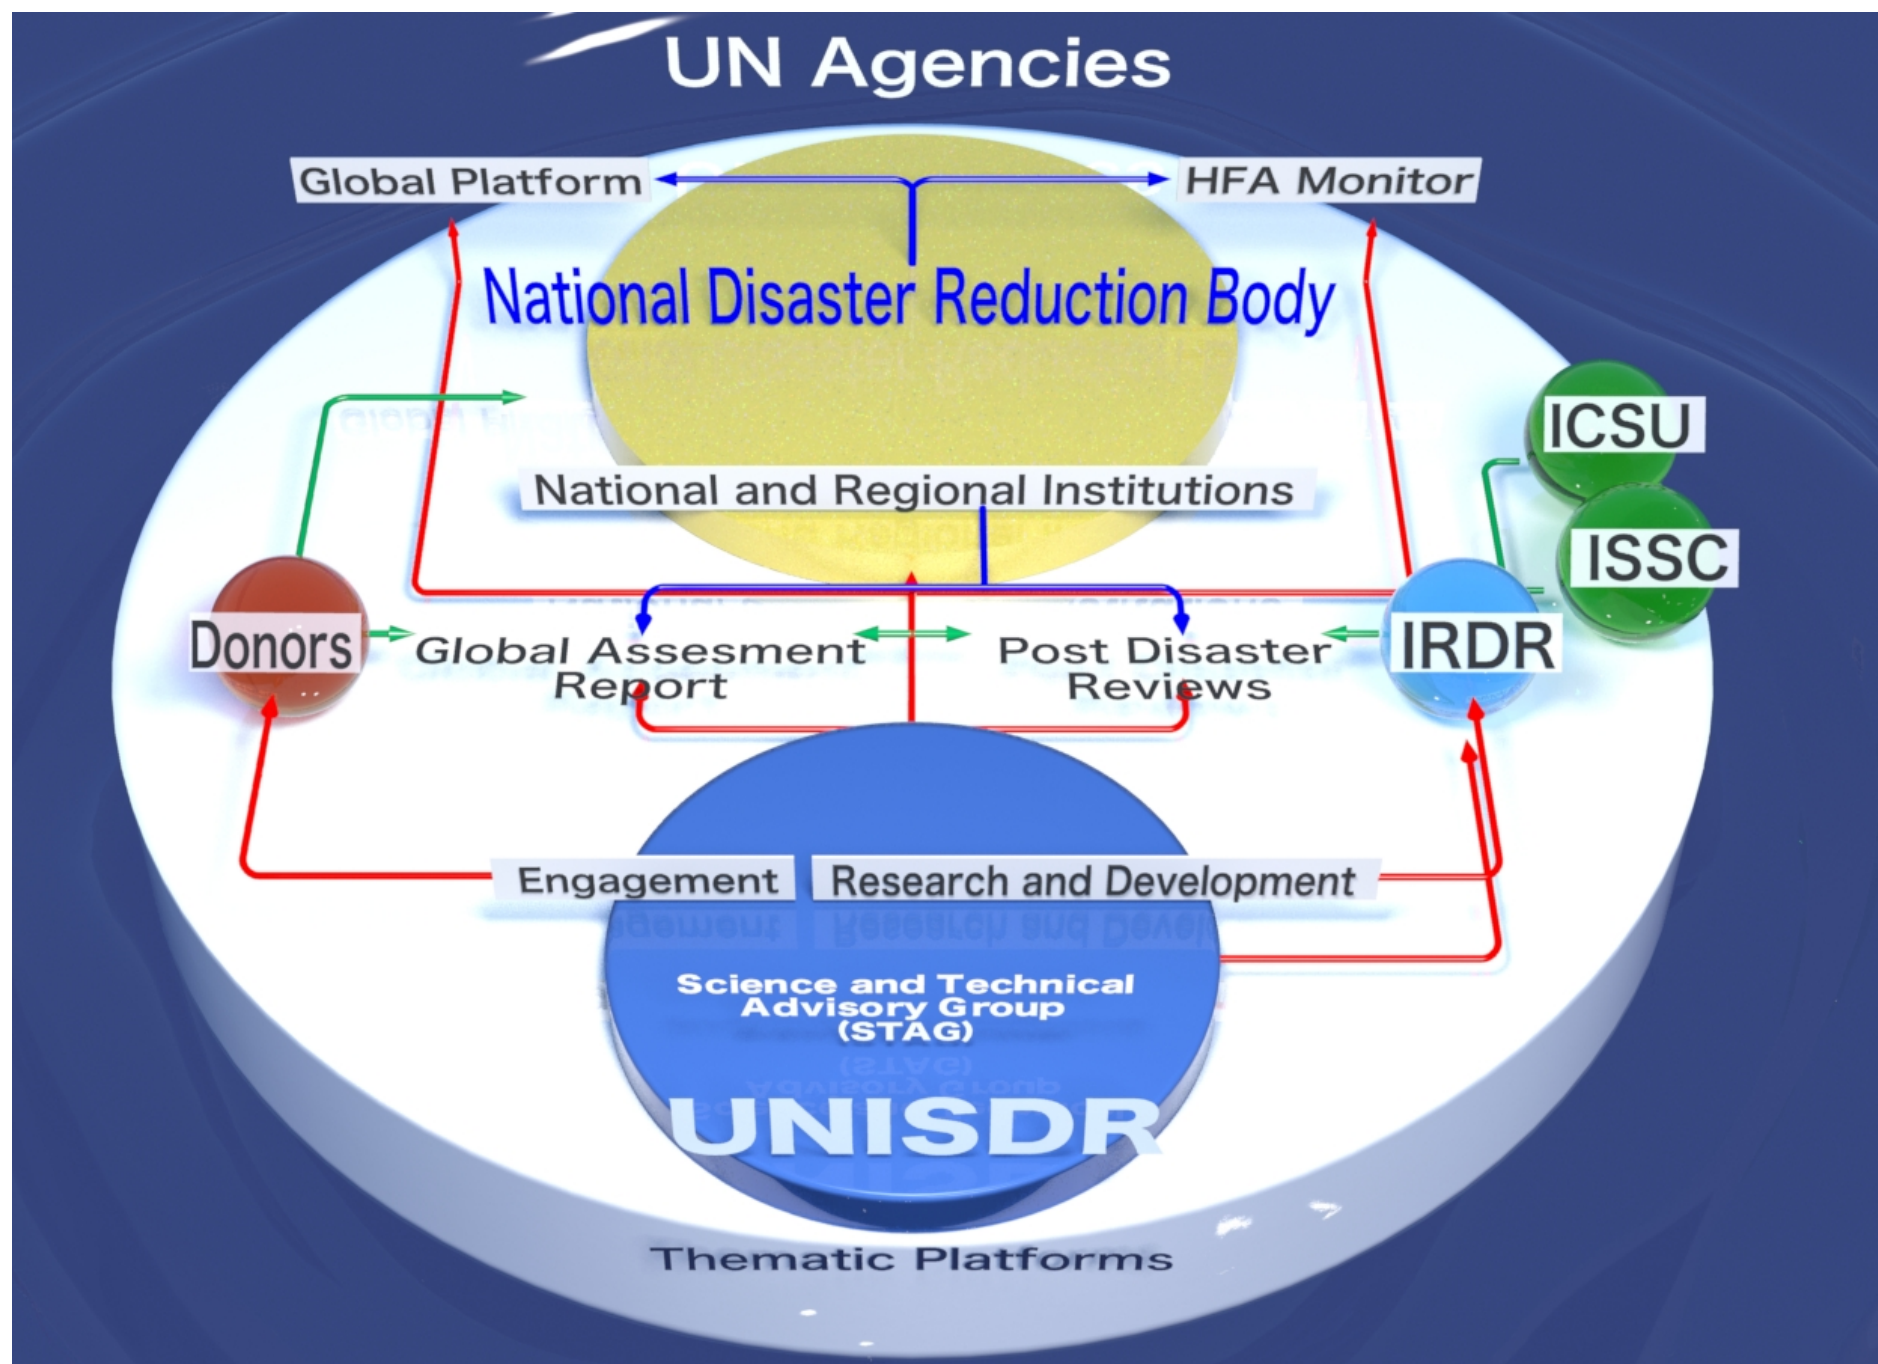 UN Agencies
Global Platform
HFA Monitor
National Disaster Reduction Body
ICSU
National and Regional Institutions
ISSC
Donors
Global Assesment
Report
Post Disaster
Reviews
IRDR
Engagement
Research and Development
Science and Technical
Advisory Group
(STAG)
UNISDR
Thematic Platforms